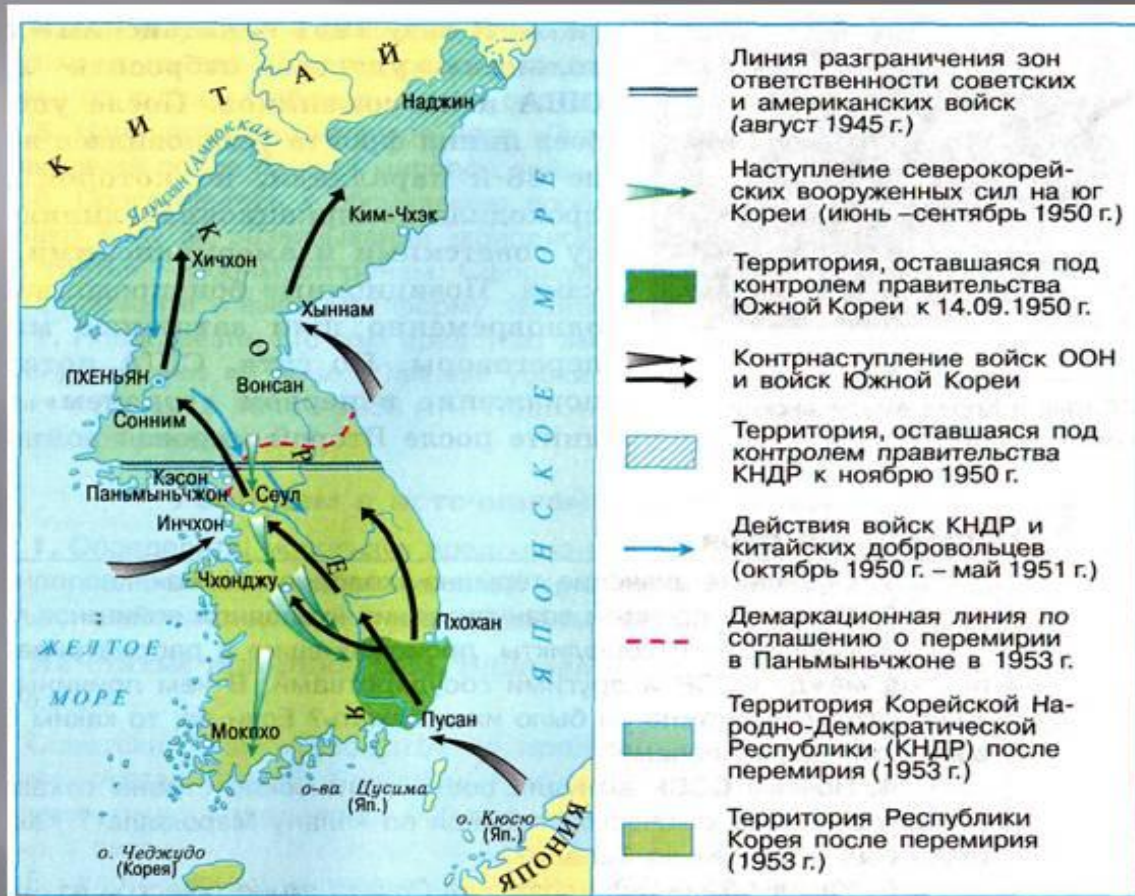 КИТАЙ
Наджин
Ялуцзян (Амноккан)
Ким-Чхэк
Хичхон
Хыннам
КОРЕЯ
ПХЕНЬЯН
Вонсан
Сонним
Кэсон
Паньмыньчжон
Сеул
Инчхон
Чхонджу
ЖЕЛТОЕ
МОРЕ
Пхохан
Пусан
Мокпхо
о-ва Цусима
(Яп.)
о. Кюсю
(Яп.)
о. Чеджудо
(Корея)
ЯПОНИЯ
ЯПОНСКОЕ МОРЕ
Линия разграничения зон
ответственности советских
и американских войск
(август 1945 г.)
Наступление северокорей-
ских вооруженных сил на юг
Кореи (июнь –сентябрь 1950 г.)
Территория, оставшаяся под
контролем правительства
Южной Кореи к 14.09.1950 г.
Контрнаступление войск ООН
и войск Южной Кореи
Территория, оставшаяся под
контролем правительства
КНДР к ноябрю 1950 г.
Действия войск КНДР и
китайских добровольцев
(октябрь 1950 г. – май 1951 г.)
Демаркационная линия по
соглашению о перемирии
в Паньмыньчжоне в 1953 г.
Территория Корейской На-
родно-Демократической
Республики (КНДР) после
перемирия (1953 г.)
Территория Республики
Корея после перемирия
(1953 г.)